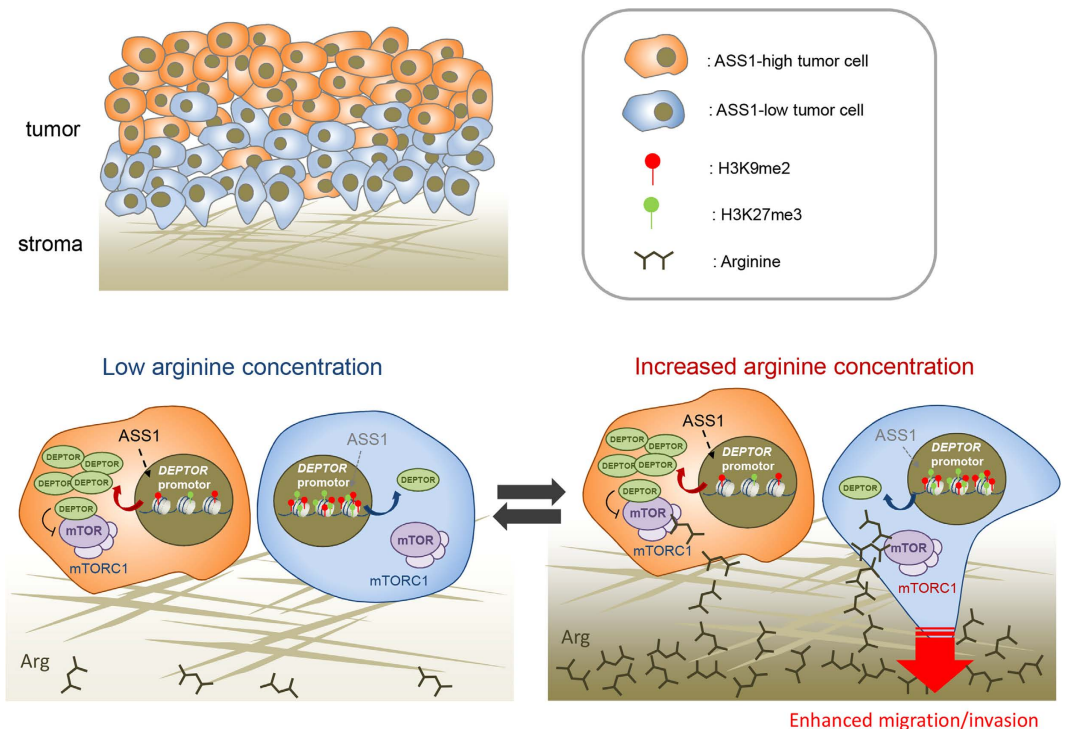 tumor
stroma
: ASS1-high tumor cell
: ASS1-low tumor cell
: H3K9me2
: H3K27me3
: Arginine
Low arginine concentration
ASS1
DEPTOR
DEPTOR
DEPTOR
DEPTOR
DEPTOR
DEPTOR
mTOR
mTORC1
DEPTOR
promotor
ASS1
DEPTOR
promotor
DEPTOR
mTOR
mTORC1
Arg
Increased arginine concentration
ASS1
DEPTOR
DEPTOR
DEPTOR
DEPTOR
DEPTOR
DEPTOR
mTOR
mTORC1
DEPTOR
promotor
ASS1
DEPTOR
promotor
DEPTOR
mTOR
mTORC1
Arg
Enhanced migration/invasion